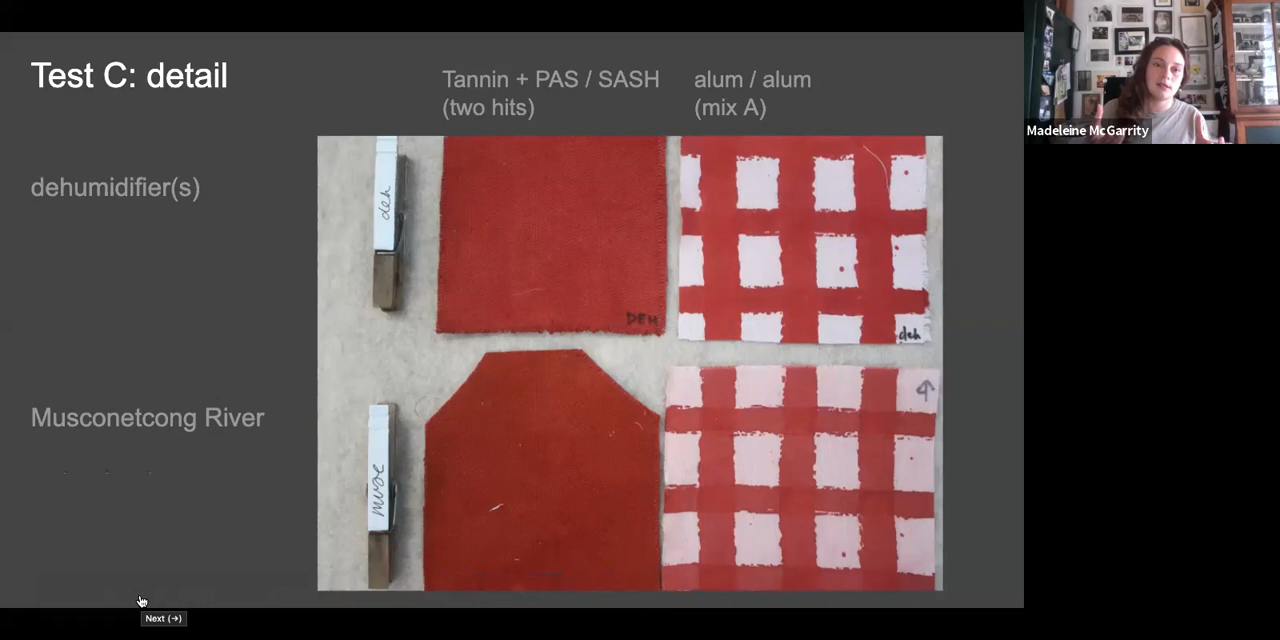 Test C: detail
Tannin + PAS / SASH
(two hits)
alum / alum
(mix A)
Madeleine McGarrity
dehumidifier(s)
deh
DEH
deh
Musconetcong River
musc
Next (→)